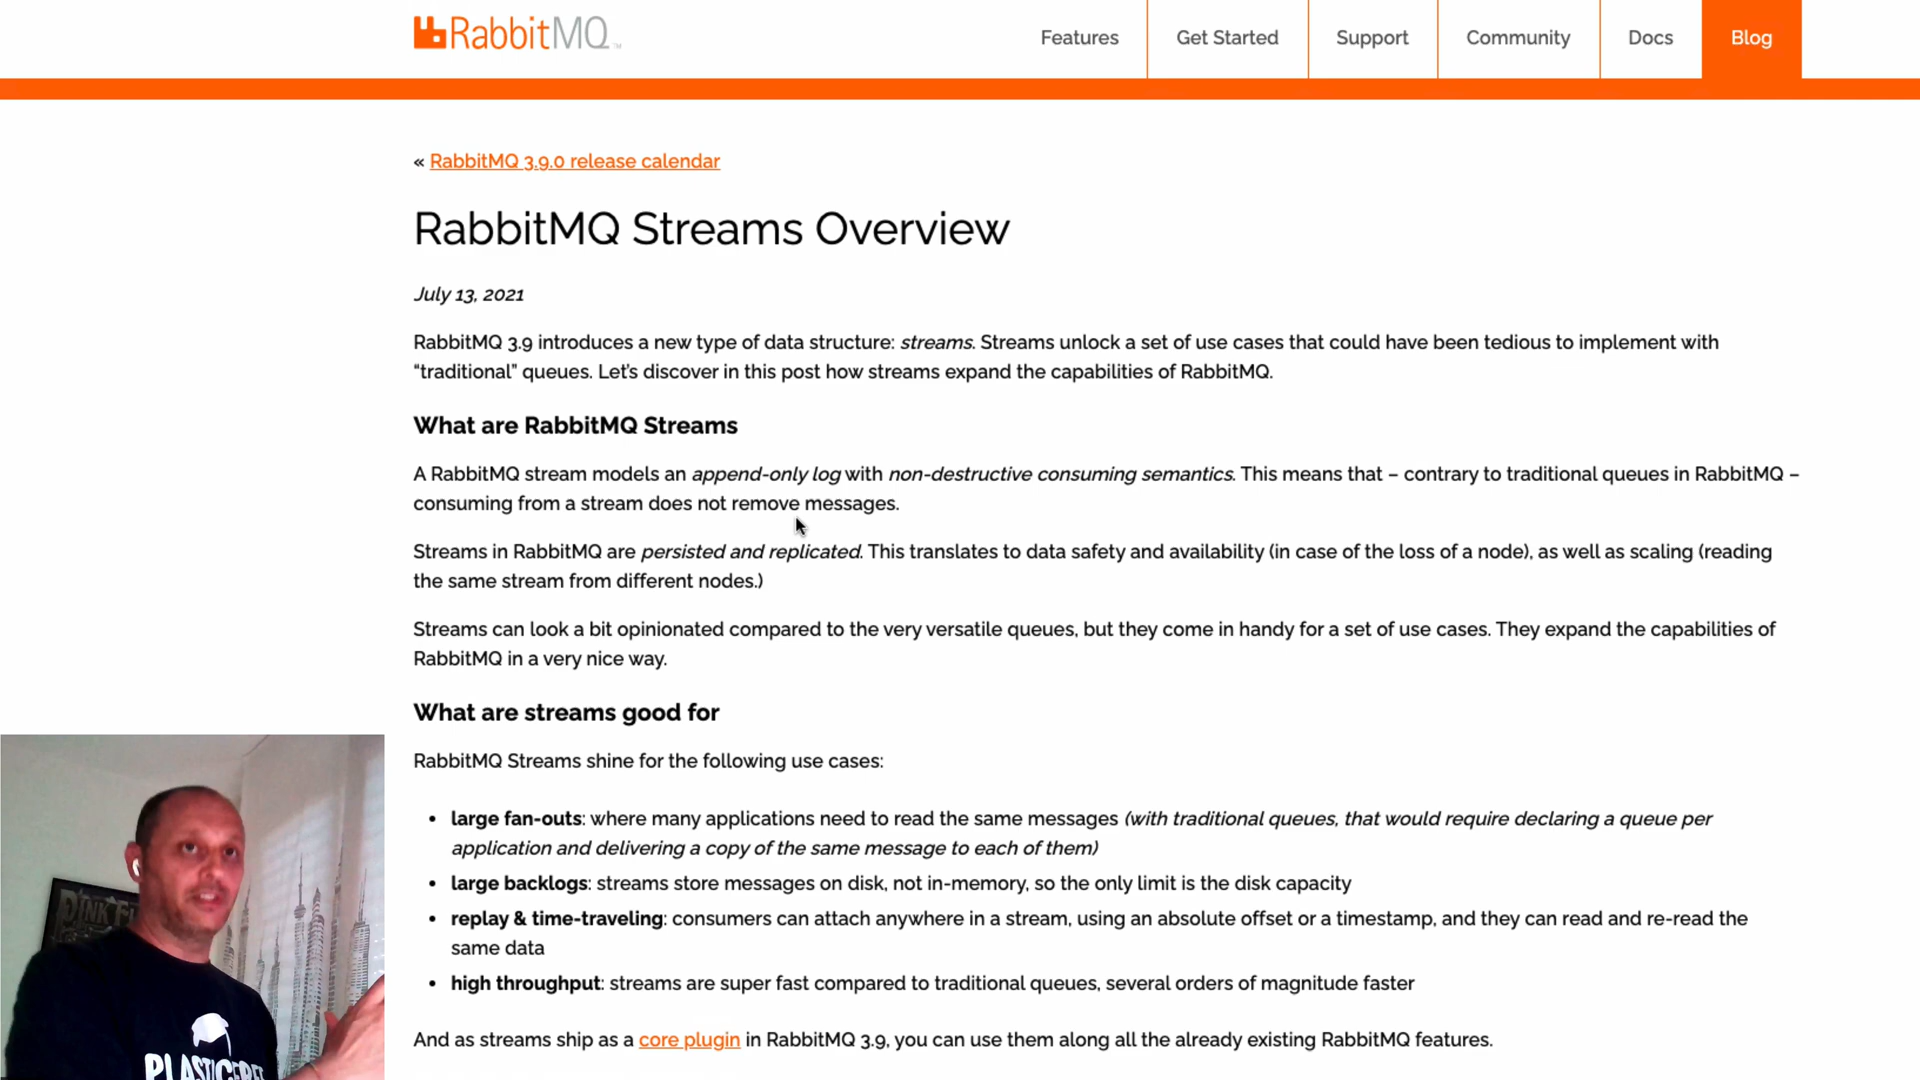 RabbitMQ™
Features
Get Started
Support
Community
Docs
Blog
« RabbitMQ 3.9.0 release calendar
RabbitMQ Streams Overview
July 13, 2021
RabbitMQ 3.9 introduces a new type of data structure: streams. Streams unlock a set of use cases that could have been tedious to implement with
“traditional” queues. Let’s discover in this post how streams expand the capabilities of RabbitMQ.
What are RabbitMQ Streams
A RabbitMQ stream models an append-only log with non-destructive consuming semantics. This means that – contrary to traditional queues in RabbitMQ –
consuming from a stream does not remove messages.
Streams in RabbitMQ are persisted and replicated. This translates to data safety and availability (in case of the loss of a node), as well as scaling (reading
the same stream from different nodes.)
Streams can look a bit opinionated compared to the very versatile queues, but they come in handy for a set of use cases. They expand the capabilities of
RabbitMQ in a very nice way.
What are streams good for
RabbitMQ Streams shine for the following use cases:
• large fan-outs: where many applications need to read the same messages (with traditional queues, that would require declaring a queue per
application and delivering a copy of the same message to each of them)
• large backlogs: streams store messages on disk, not in-memory, so the only limit is the disk capacity
• replay & time-traveling: consumers can attach anywhere in a stream, using an absolute offset or a timestamp, and they can read and re-read the
same data
• high throughput: streams are super fast compared to traditional queues, several orders of magnitude faster
And as streams ship as a core plugin in RabbitMQ 3.9, you can use them along all the already existing RabbitMQ features.